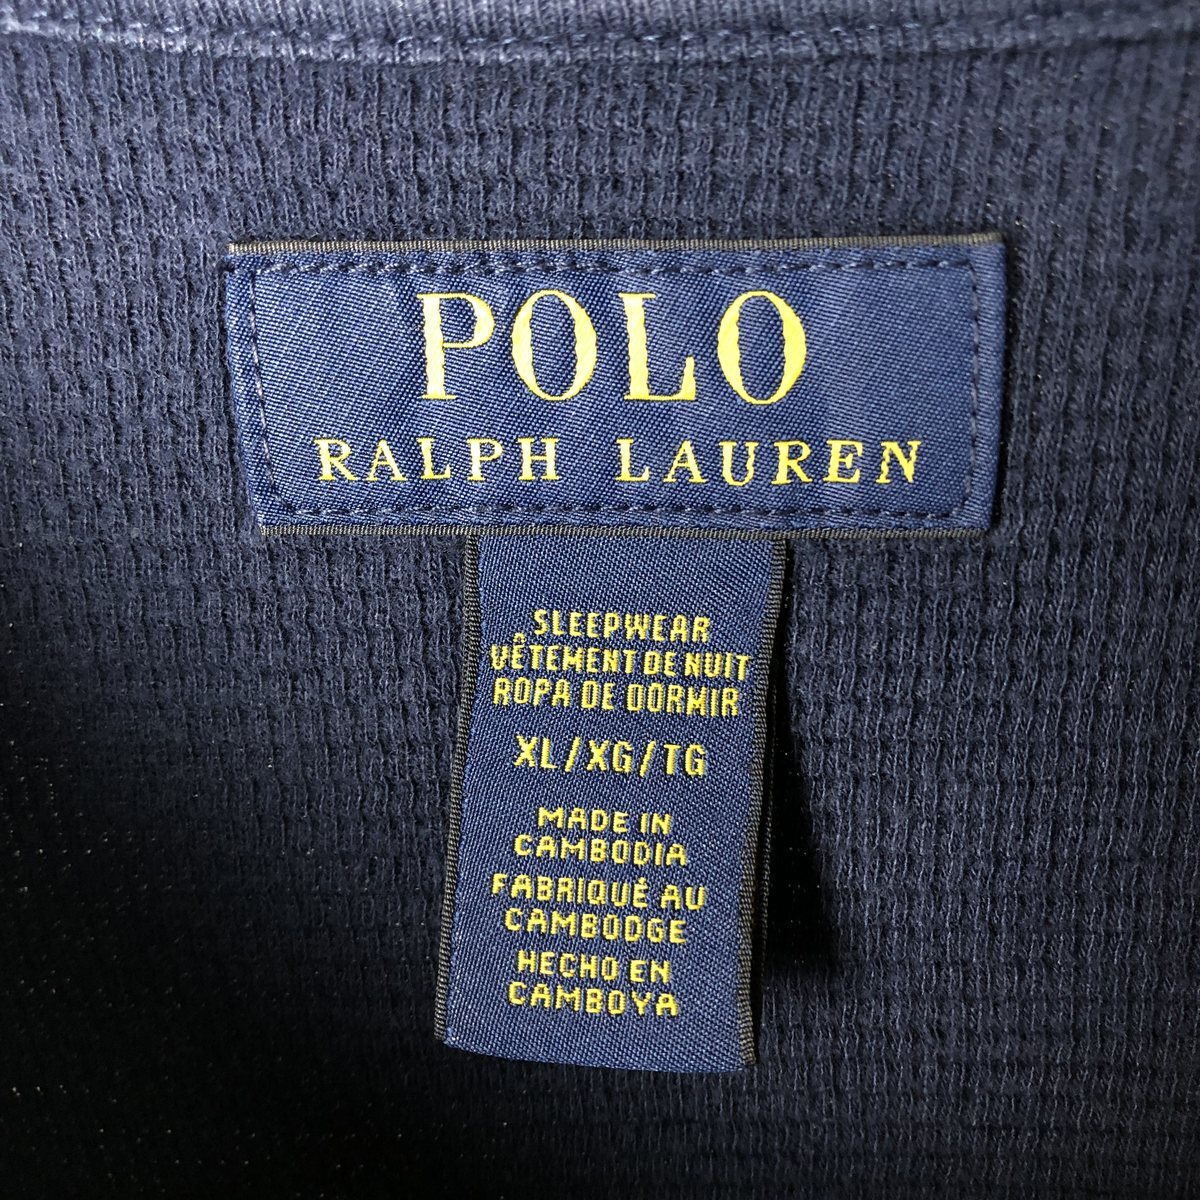 POLO
RALPH LAUREN
SLEEPWEAR
VÊTEMENT DE NUIT
ROPA DE DORMIR
XL/XG/TG
MADE IN
CAMBODIA
FABRIQUÉ AU
CAMBODGE
HECHO EN
CAMBOYA